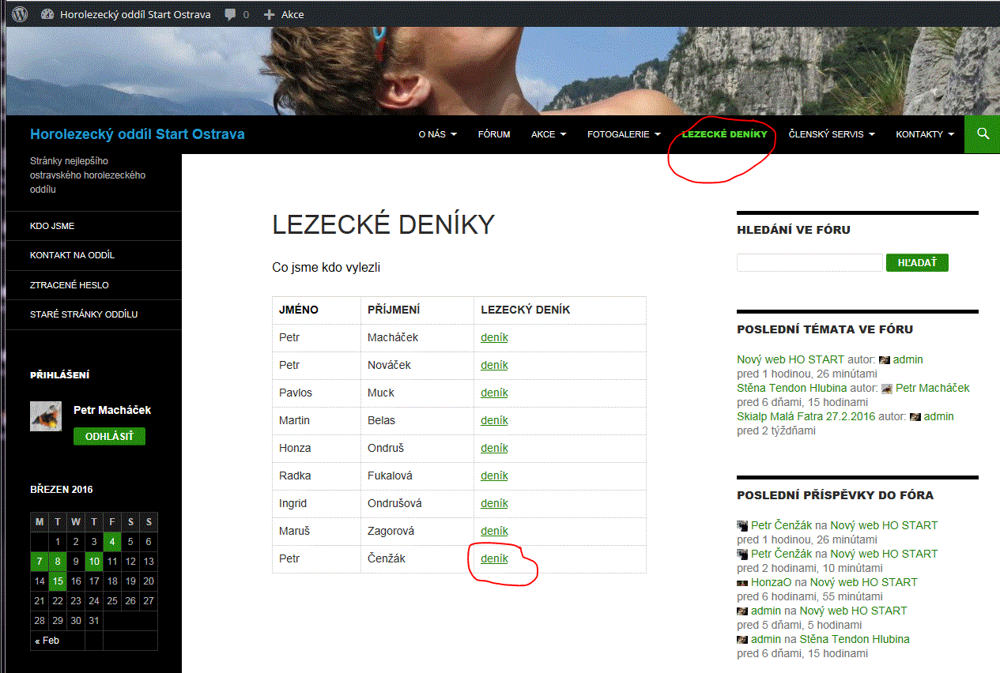 Horolezecký oddíl Start Ostrava 0 Akce
Horolezecký oddíl Start Ostrava
O NÁS FÓRUM AKCE FOTOGALERIE LEZECKÉ DENÍKY ČLENSKÝ SERVIS KONTAKTY
Stránky nejlepšího
ostravského horolezeckého
oddílu
KDO JSME
KONTAKT NA ODDÍL
ZTRACENÉ HESLO
STARÉ STRÁNKY ODDÍLU
PŘIHLÁŠENÍ
Petr Macháček
ODHLÁSIŤ
BŘEZEN 2016
M T W T F S S
1 2 3 4 5 6
7 8 9 10 11 12 13
14 15 16 17 18 19 20
21 22 23 24 25 26 27
28 29 30 31
« Feb
LEZECKÉ DENÍKY
Co jsme kdo vylezli
JMÉNO PŘÍJMENÍ LEZECKÝ DENÍK
Petr Macháček deník
Petr Nováček deník
Pavlos Muck deník
Martin Belas deník
Honza Ondruš deník
Radka Fukalová deník
Ingrid Ondrušová deník
Maruš Zagorová deník
Petr Čenžák deník
HLEDÁNÍ VE FÓRU
HĽADAŤ
POSLEDNÍ TÉMATA VE FÓRU
Nový web HO START autor: admin
pred 1 hodinou, 26 minútami
Stěna Tendon Hlubina autor: Petr Macháček
pred 6 dňami, 15 hodinami
Skialp Malá Fatra 27.2.2016 autor: admin
pred 2 týždňami
POSLEDNÍ PŘÍSPĚVKY DO FÓRA
Petr Čenžák na Nový web HO START
pred 1 hodinou, 26 minútami
Petr Čenžák na Nový web HO START
pred 2 hodinami, 10 minútami
HonzaO na Nový web HO START
pred 6 hodinami, 55 minútami
admin na Nový web HO START
pred 5 dňami, 5 hodinami
admin na Stěna Tendon Hlubina
pred 6 dňami, 15 hodinami